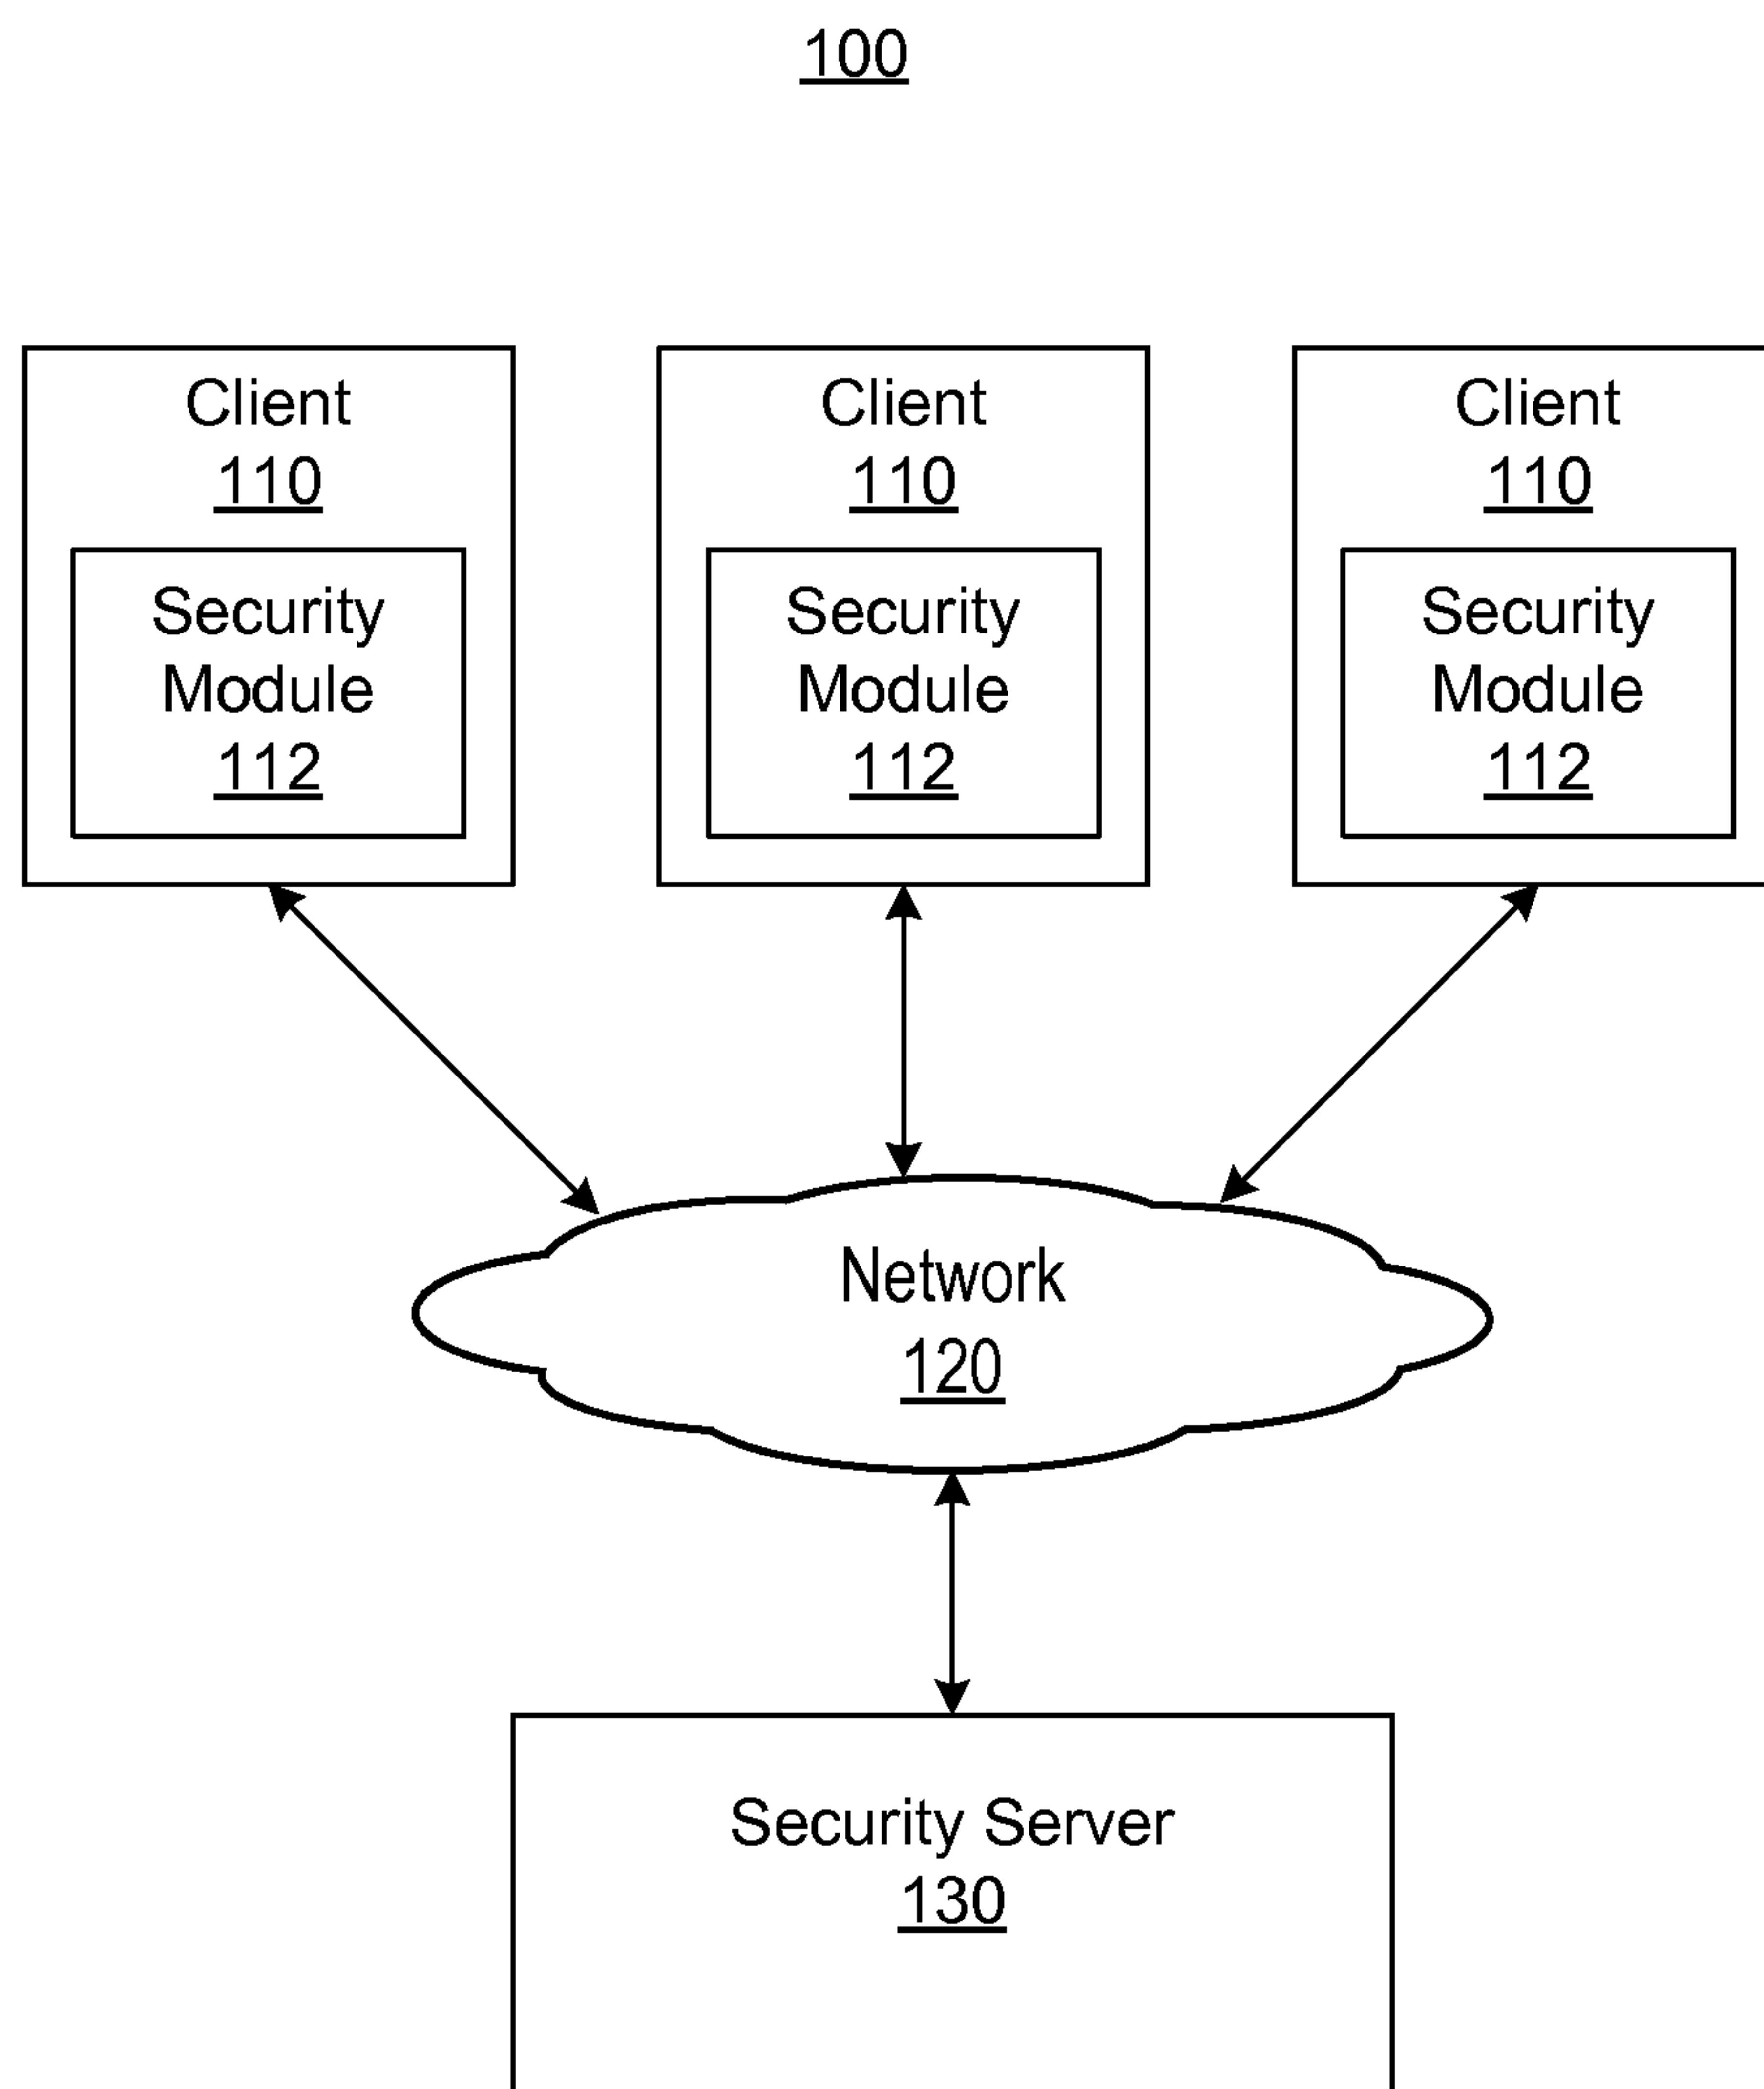 100
Client
110
Security
Module
112
Client
110
Security
Module
112
Client
110
Security
Module
112
Network
120
Security Server
130